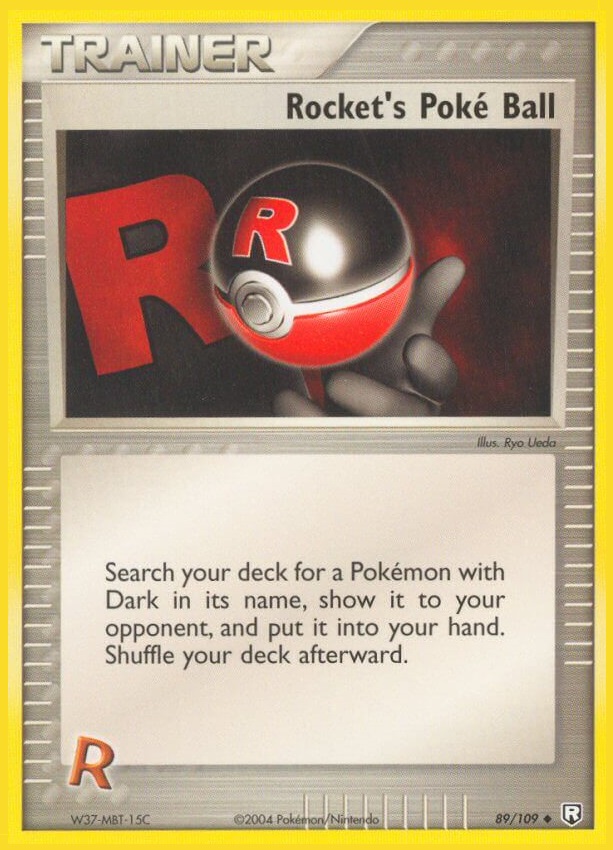 TRAINER
Rocket's Poké Ball
R
R
Illus. Ryo Ueda
Search your deck for a Pokémon with
Dark in its name, show it to your
opponent, and put it into your hand.
Shuffle your deck afterward.
R
W37-MBT-15C ©2004 Pokémon/Nintendo 89/109 ◆ R